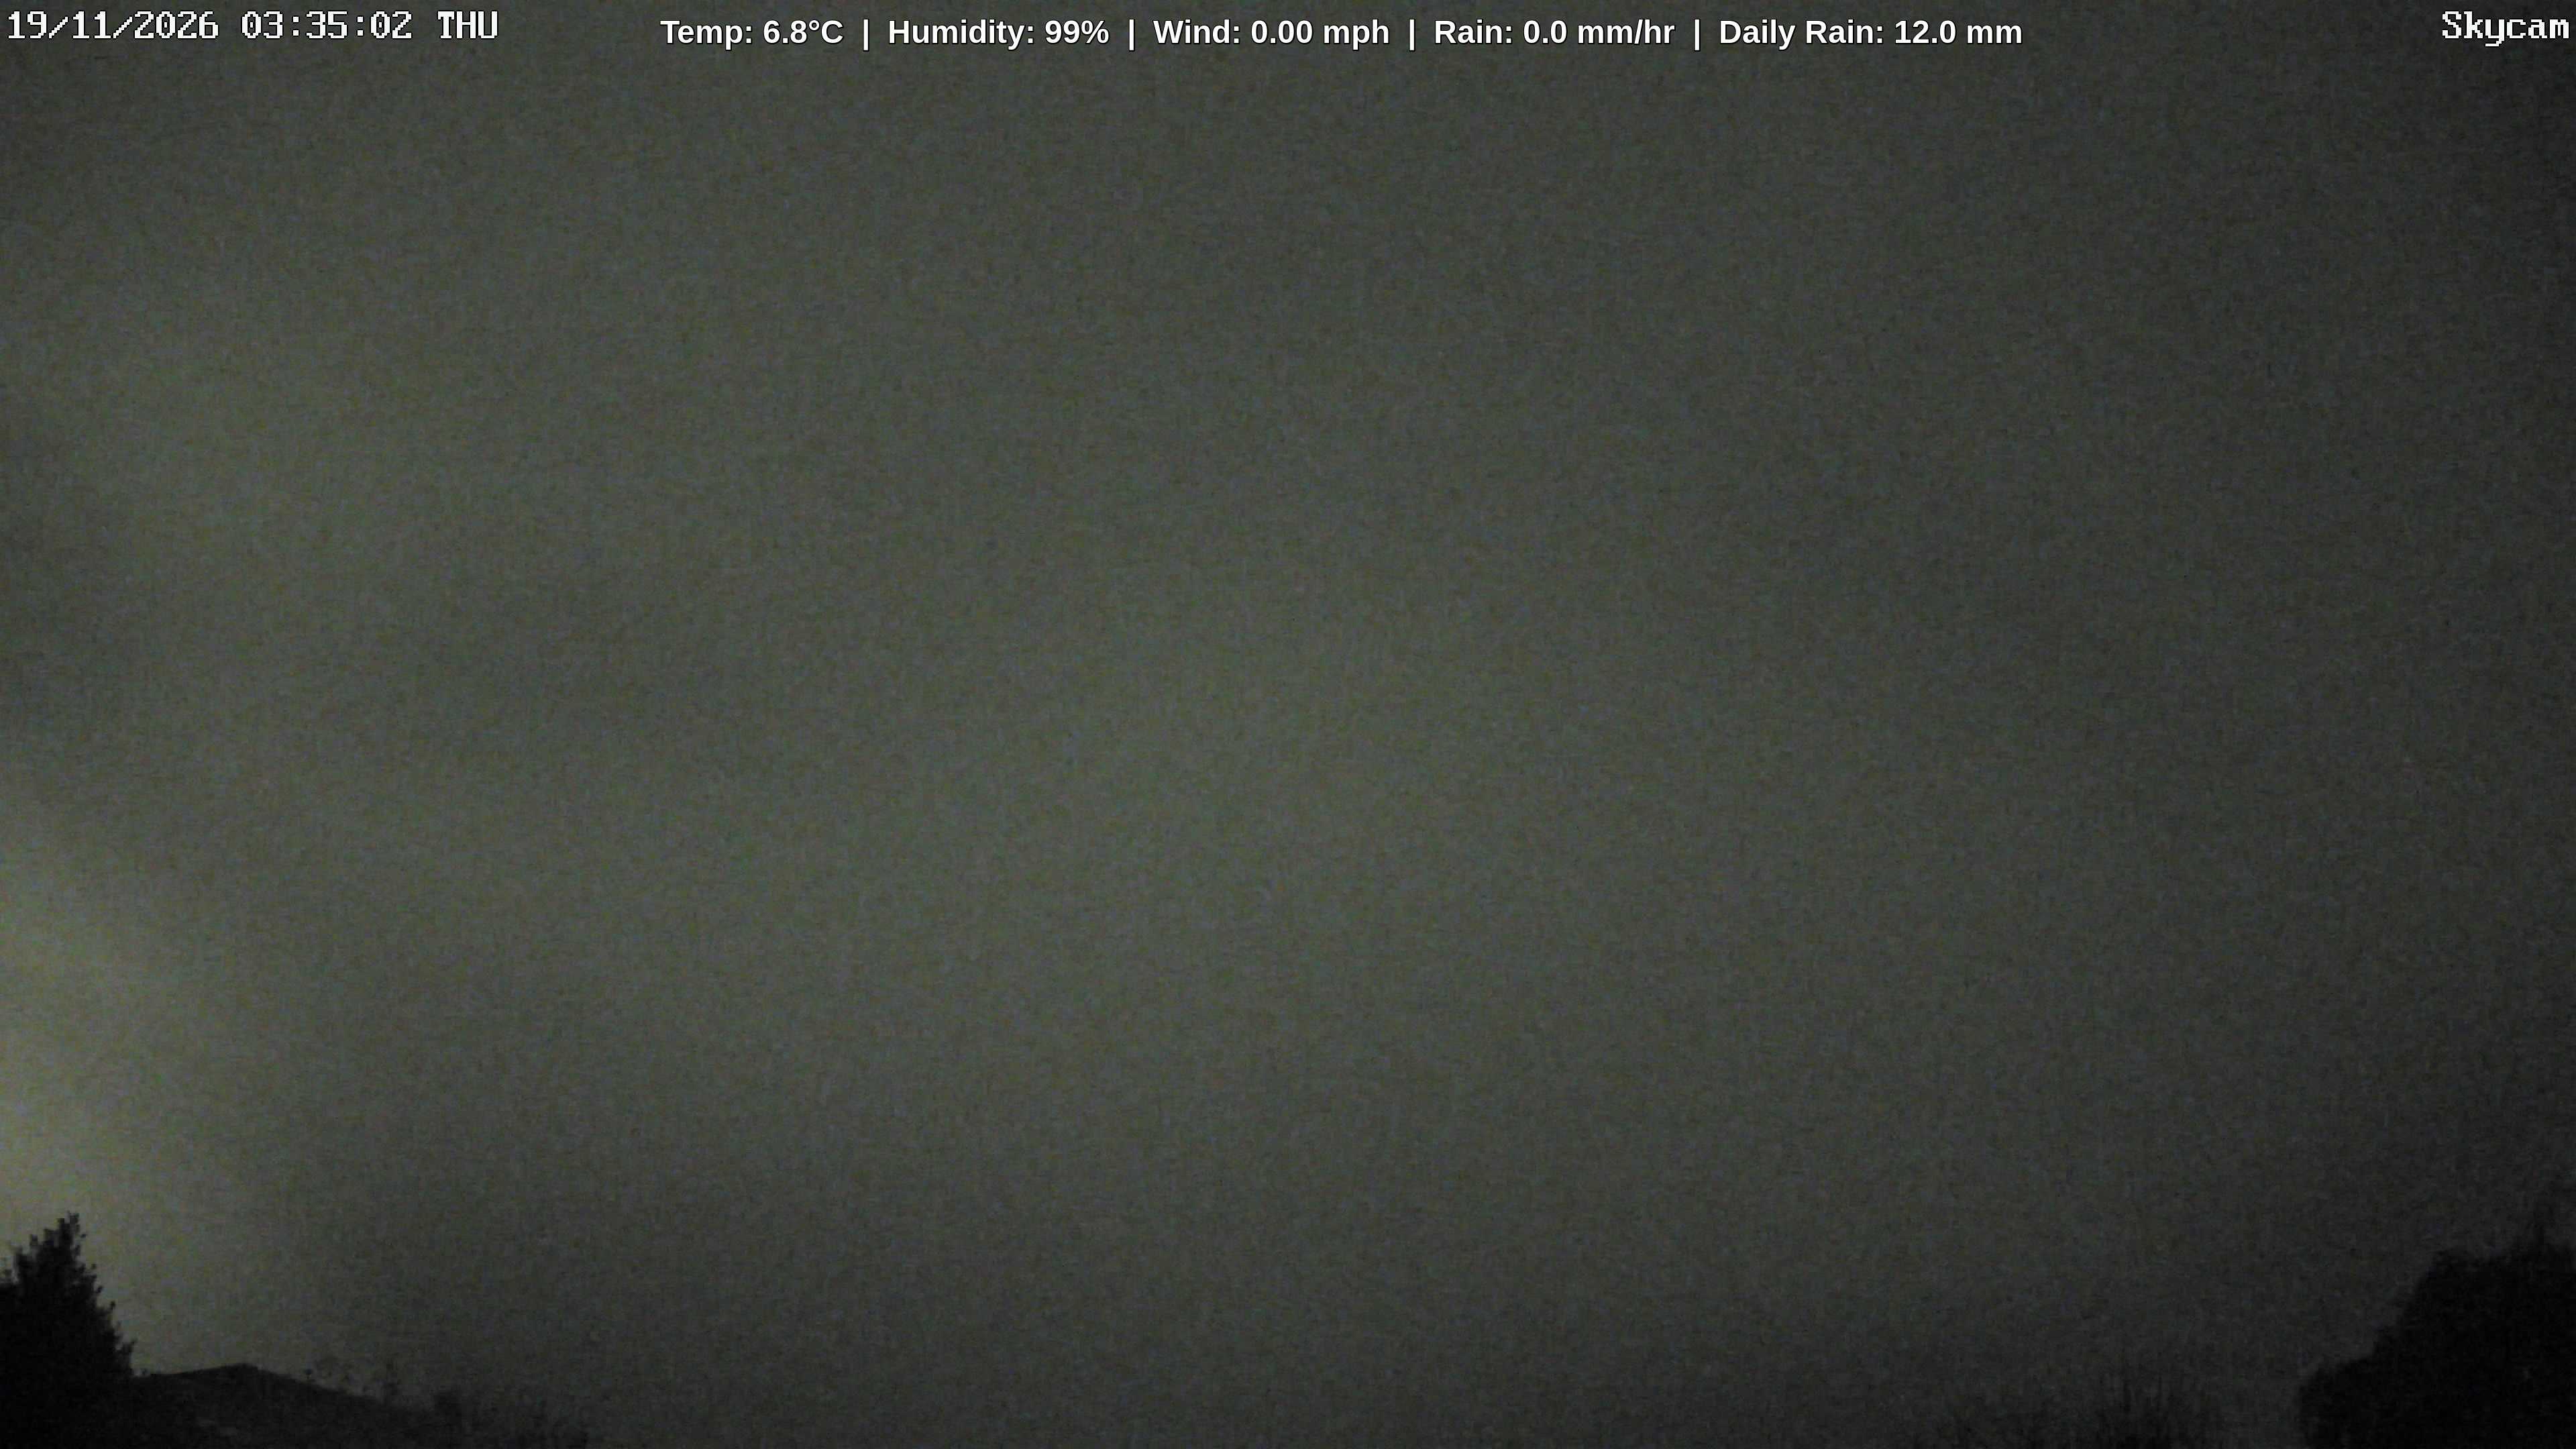 19/11/2026 03:35:02 THU
Temp: 6.8°C | Humidity: 99% | Wind: 0.00 mph | Rain: 0.0 mm/hr | Daily Rain: 12.0 mm
Skycam